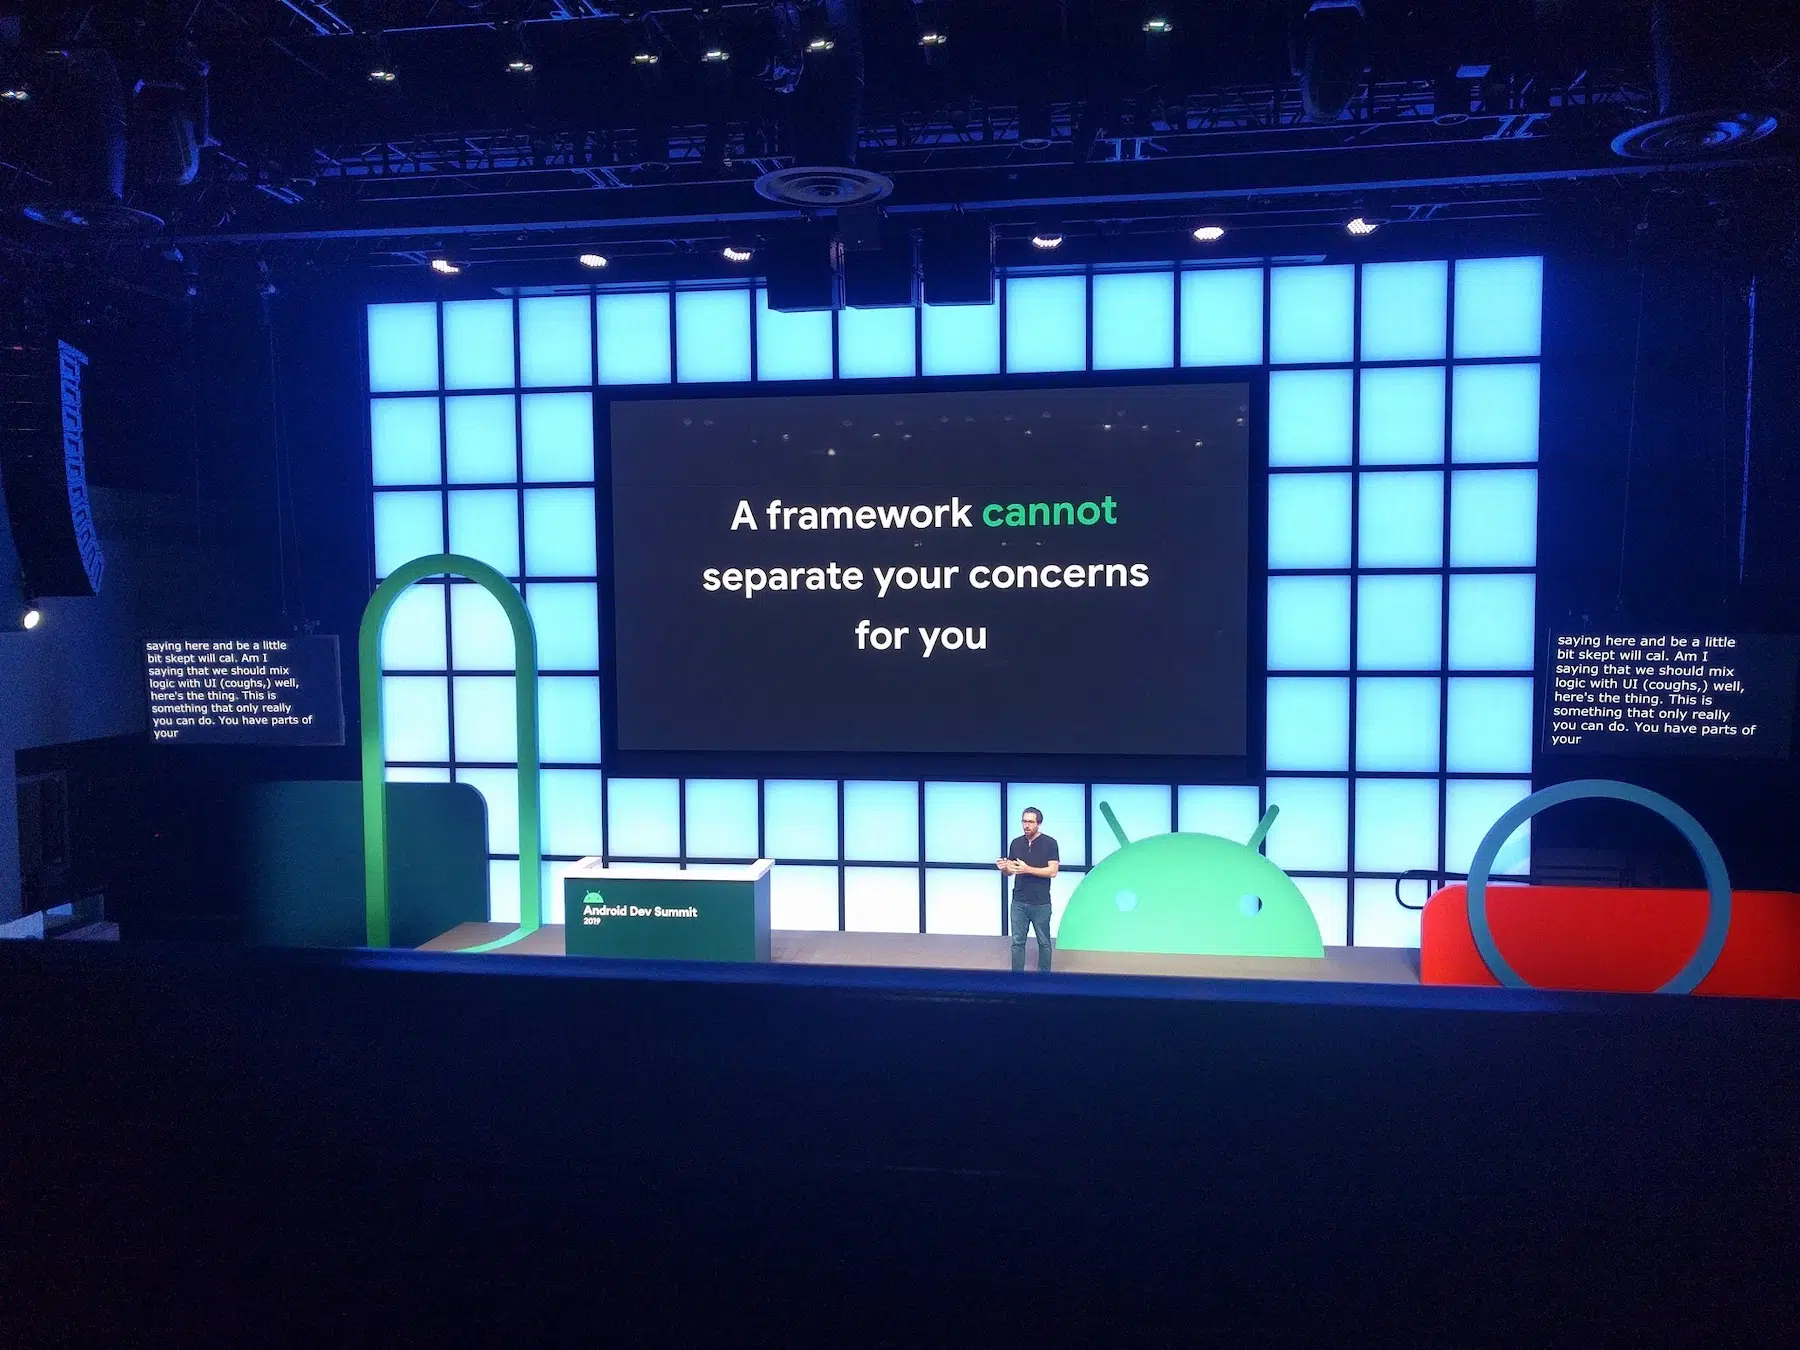 A framework cannot
separate your concerns
for you
saying here and be a little
bit skept will cal. Am I
saying that we should mix
logic with UI (coughs,) well,
here's the thing. This is
something that only really
you can do. You have parts of
your
saying here and be a little
bit skept will cal. Am I
saying that we should mix
logic with UI (coughs,) well,
here's the thing. This is
something that only really
you can do. You have parts of
your
Android Dev Summit
2019